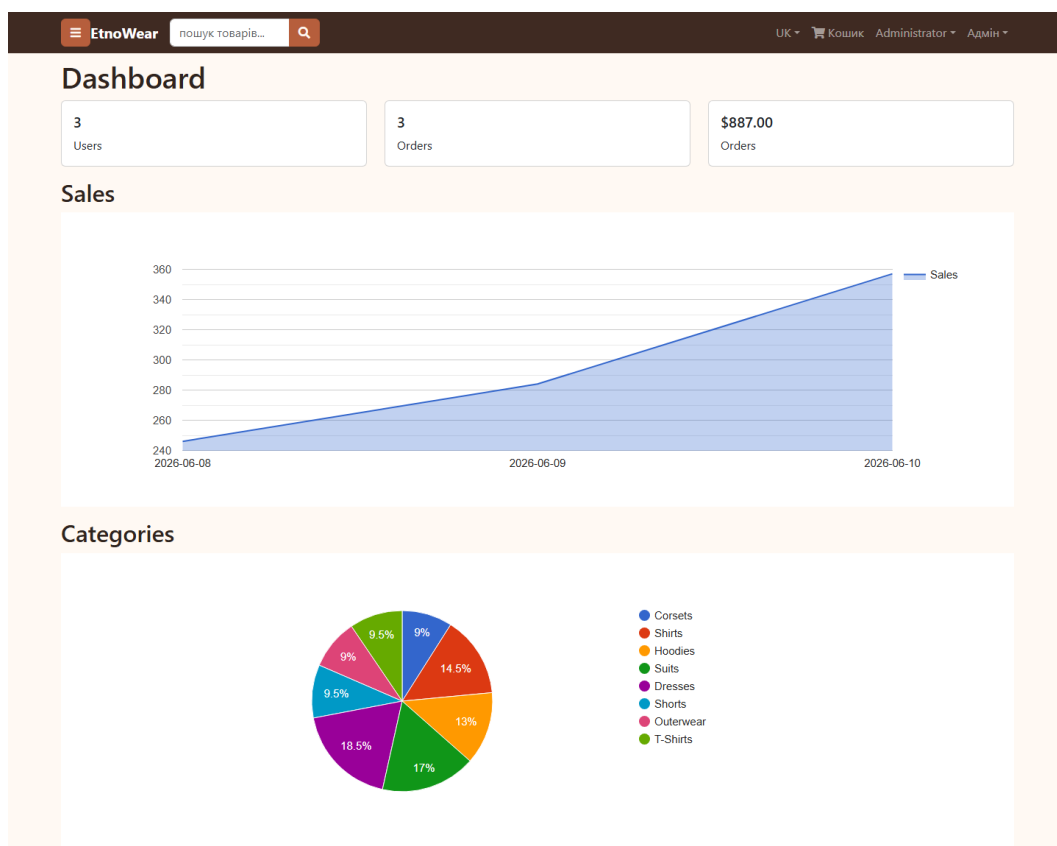 EtnoWear пошук товарів... UK Кошик Administrator Адмін
Dashboard
3
Users
3
Orders
$887.00
Orders
Sales
360
340
320
300
280
260
240
2026-06-08 2026-06-09 2026-06-10
Sales
Categories
9%
14.5%
13%
17%
18.5%
9.5%
9%
9.5%
Corsets
Shirts
Hoodies
Suits
Dresses
Shorts
Outerwear
T-Shirts